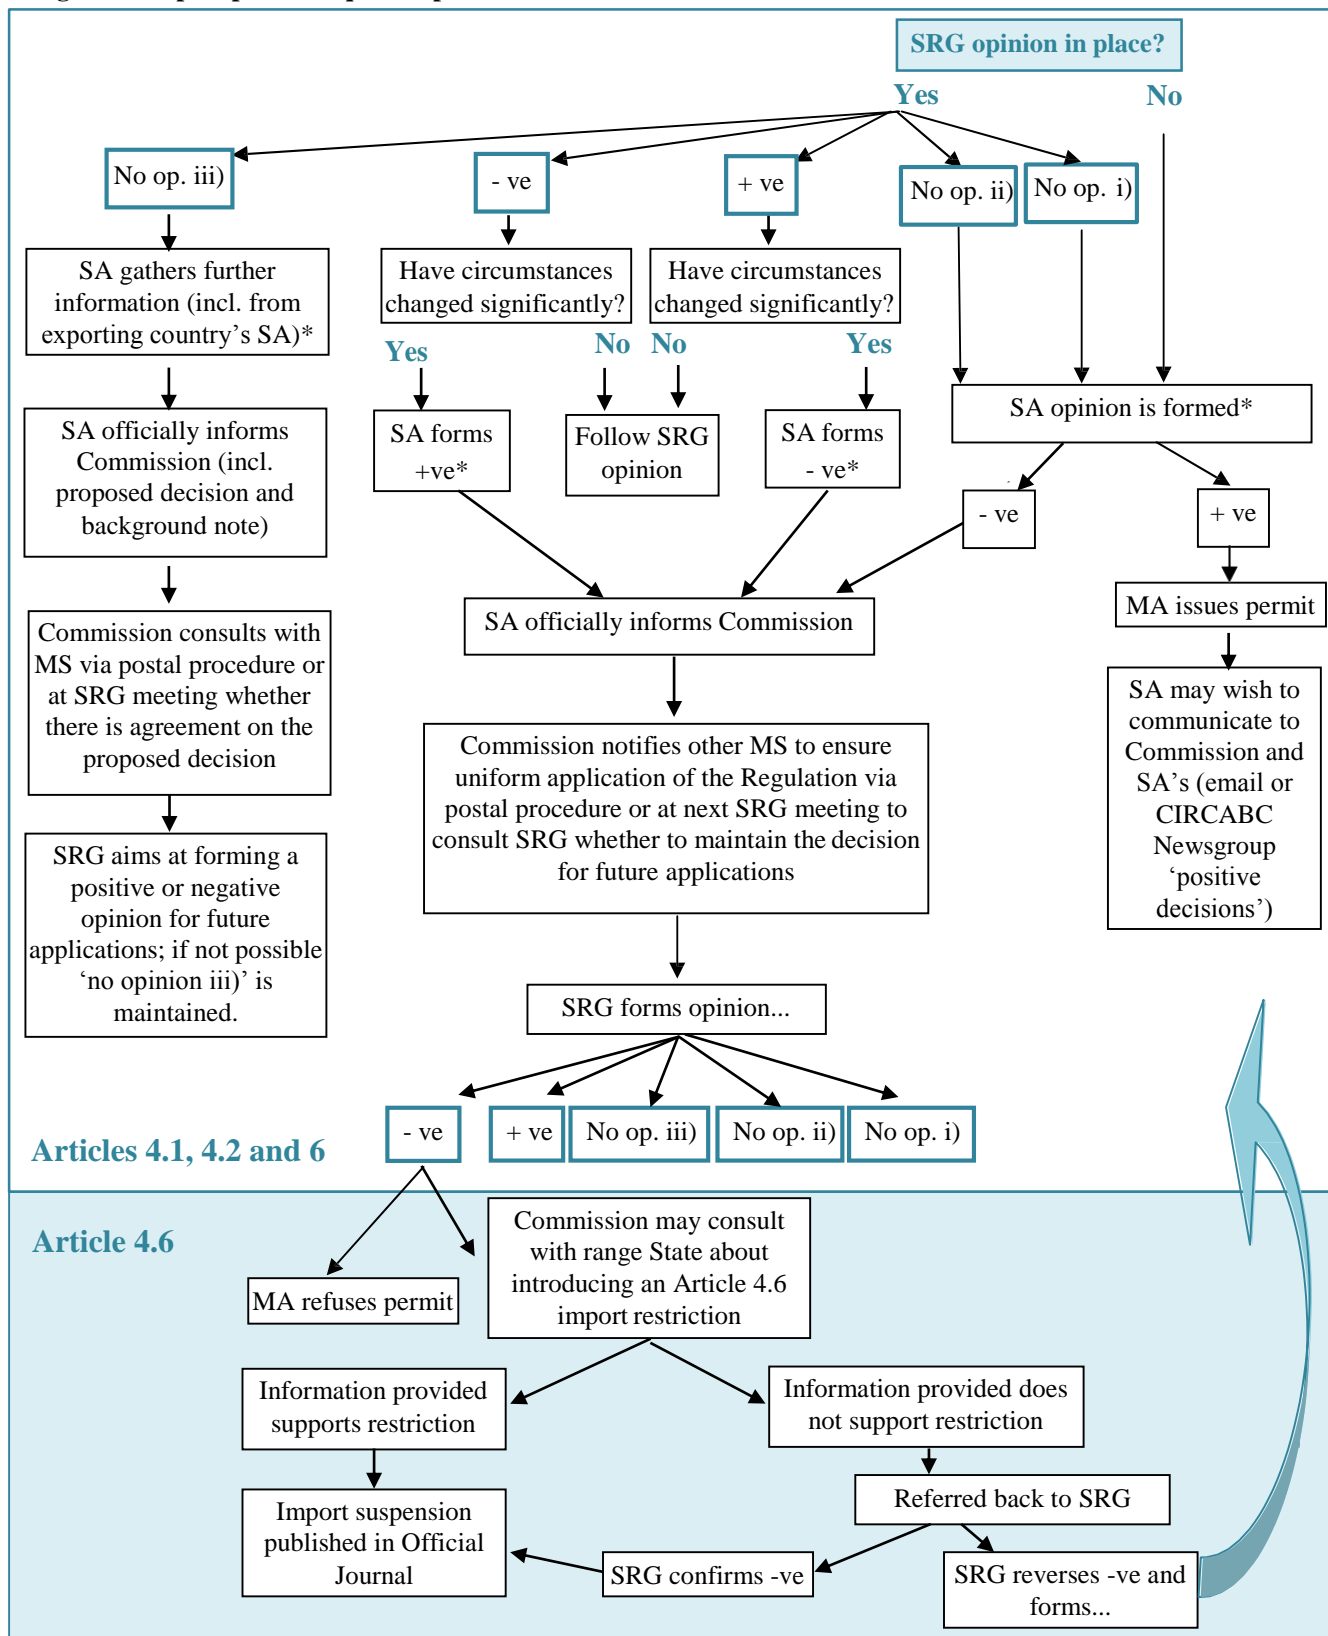 SRG opinion in place?
Yes
No
No op. iii)
- ve
+ ve
No op. ii)
No op. i)
SA gathers further
information (incl. from
exporting country's SA)*
Have circumstances
changed significantly?
Have circumstances
changed significantly?
Yes
No
No
Yes
SA officially informs
Commission (incl.
proposed decision and
background note)
SA forms
+ve*
Follow SRG
opinion
SA forms
- ve*
SA opinion is formed*
- ve
+ ve
Commission consults with
MS via postal procedure or
at SRG meeting whether
there is agreement on the
proposed decision
SA officially informs Commission
MA issues permit
SA may wish to
communicate to
Commission and
SA's (email or
CIRCABC
Newsgroup
‘positive
decisions’)
Commission notifies other MS to ensure
uniform application of the Regulation via
postal procedure or at next SRG meeting to
consult SRG whether to maintain the decision
for future applications
SRG aims at forming a
positive or negative
opinion for future
applications; if not possible
‘no opinion iii)’ is
maintained.
SRG forms opinion...
- ve
+ ve
No op. iii)
No op. ii)
No op. i)
Articles 4.1, 4.2 and 6
Article 4.6
MA refuses permit
Commission may consult
with range State about
introducing an Article 4.6
import restriction
Information provided
supports restriction
Information provided does
not support restriction
Import suspension
published in Official
Journal
Referred back to SRG
SRG confirms -ve
SRG reverses -ve and
forms...